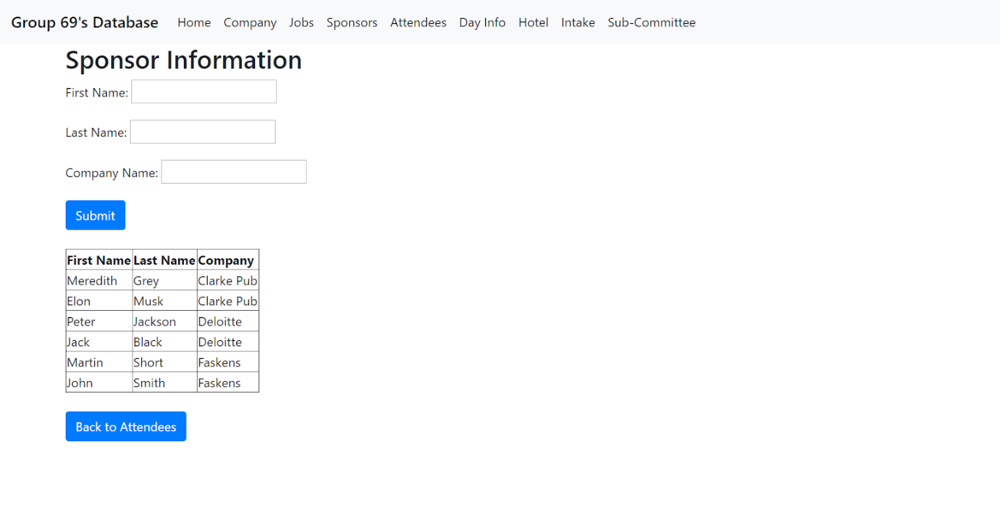 Group 69's Database Home Company Jobs Sponsors Attendees Day Info Hotel Intake Sub-Committee
Sponsor Information
First Name:
Last Name:
Company Name:
Submit
First Name Last Name Company
Meredith Grey Clarke Pub
Elon Musk Clarke Pub
Peter Jackson Deloitte
Jack Black Deloitte
Martin Short Faskens
John Smith Faskens
Back to Attendees